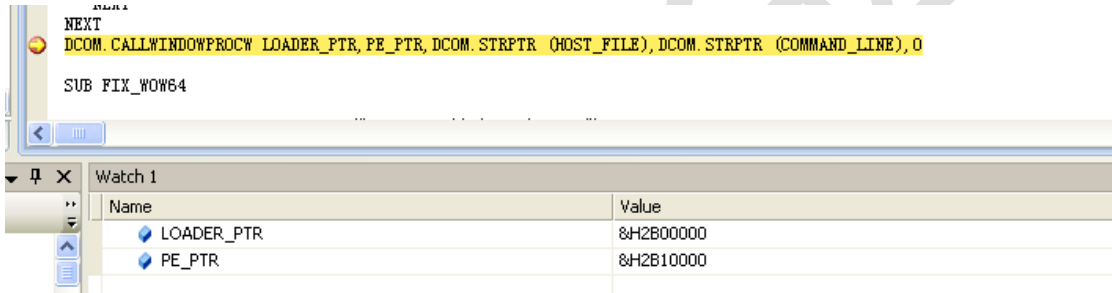 NEXT
NEXT
DCOM.CALLWINDOWPROCW LOADER_PTR,PE_PTR,DCOM.STRPTR (HOST_FILE),DCOM.STRPTR (COMMAND_LINE),0
SUB FIX_WOW64
Watch 1
Name Value
LOADER_PTR &H2B00000
PE_PTR &H2B10000